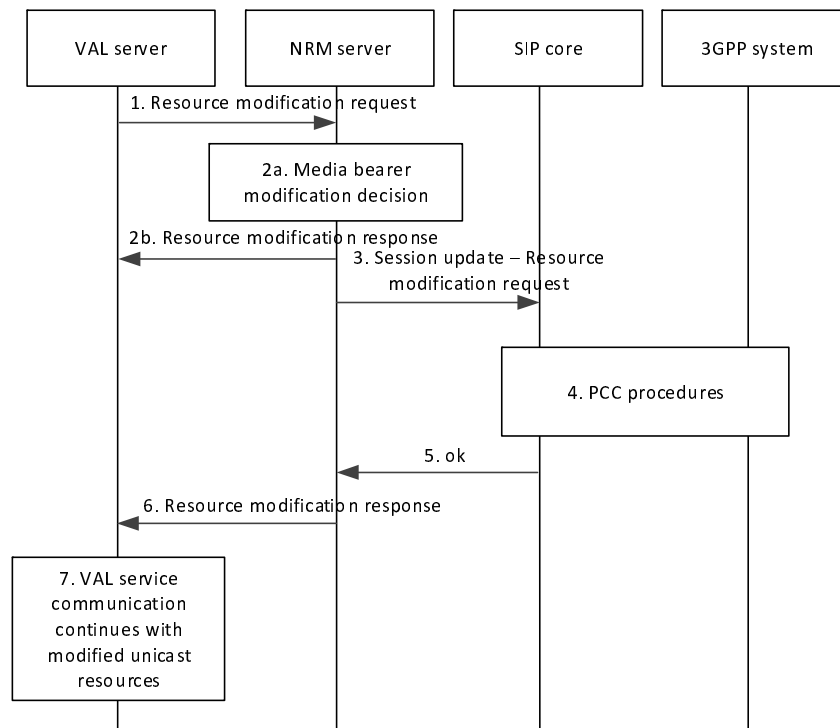 VAL server
NRM server
SIP core
3GPP system
1. Resource modification request
2a. Media bearer
modification decision
2b. Resource modification response
3. Session update – Resource
modification request
4. PCC procedures
5. ok
6. Resource modification response
7. VAL service
communication
continues with
modified unicast
resources